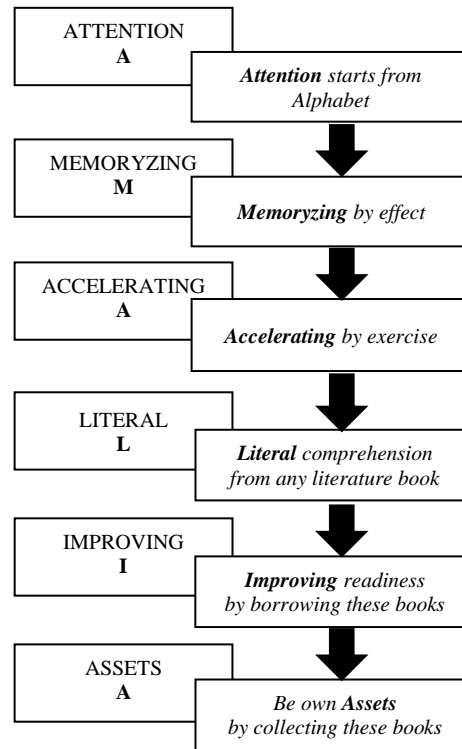 ATTENTION
A
Attention starts from
Alphabet
MEMORYZING
M
Memoryzing by effect
ACCELERATING
A
Accelerating by exercise
LITERAL
L
Literal comprehension
from any literature book
IMPROVING
I
Improving readiness
by borrowing these books
ASSETS
A
Be own Assets
by collecting these books